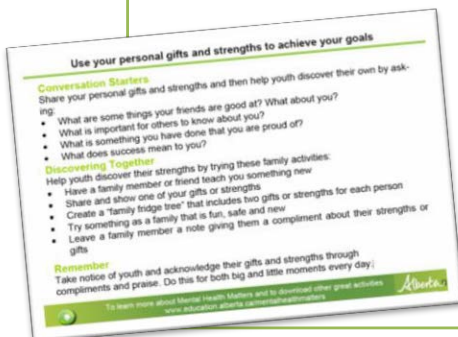 Use your personal gifts and strengths to achieve your goals
Conversation Starters
Share your personal gifts and strengths and then help youth discover their own by ask-
ing:
• What are some things your friends are good at? What about you?
• What is important for others to know about you?
• What is something you have done that you are proud of?
• What does success mean to you?
Discovering Together
Help youth discover their strengths by trying these family activities:
• Have a family member or friend teach you something new
• Share and show one of your gifts or strengths
• Create a "family fridge tree" that includes two gifts or strengths for each person
• Try something as a family that is fun, safe and new
• Leave a family member a note giving them a compliment about their strengths or
gifts
Remember
Take notice of youth and acknowledge their gifts and strengths through
compliments and praise. Do this for both big and little moments every day.
To learn more about Mental Health Matters and to download other great activities
www.education.alberta.ca/mentalhealthmatters
Alberta